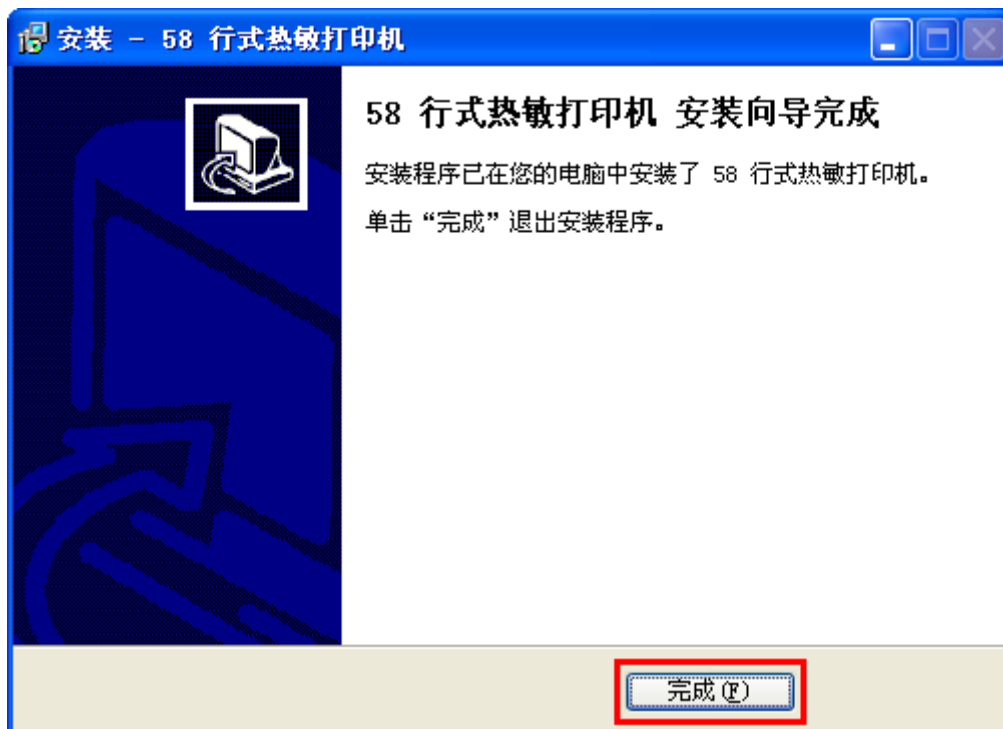 安装 - 58 行式热敏打印机
58 行式热敏打印机 安装向导完成
安装程序已在您的电脑中安装了 58 行式热敏打印机。
单击“完成”退出安装程序。
完成(F)